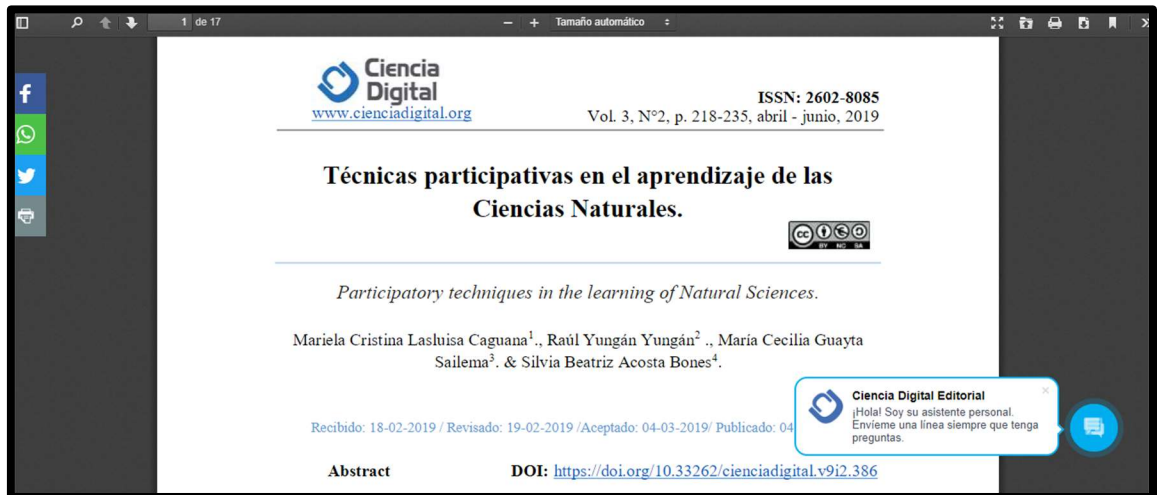 1 de 17
Tamaño automático
Ciencia
Digital
www.cienciadigital.org
ISSN: 2602-8085
Vol. 3, N°2, p. 218-235, abril - junio, 2019
Técnicas participativas en el aprendizaje de las
Ciencias Naturales.
CC BY NC SA
Participatory techniques in the learning of Natural Sciences.
Mariela Cristina Lasluisa Caguana1., Raúl Yungán Yungán2 ., María Cecilia Guayta
Sailema3. & Silvia Beatriz Acosta Bones4.
Ciencia Digital Editorial
¡Hola! Soy su asistente personal.
Envíeme una línea siempre que tenga
preguntas.
Recibido: 18-02-2019 / Revisado: 19-02-2019 /Aceptado: 04-03-2019/ Publicado: 04
Abstract
DOI: https://doi.org/10.33262/cienciadigital.v9i2.386